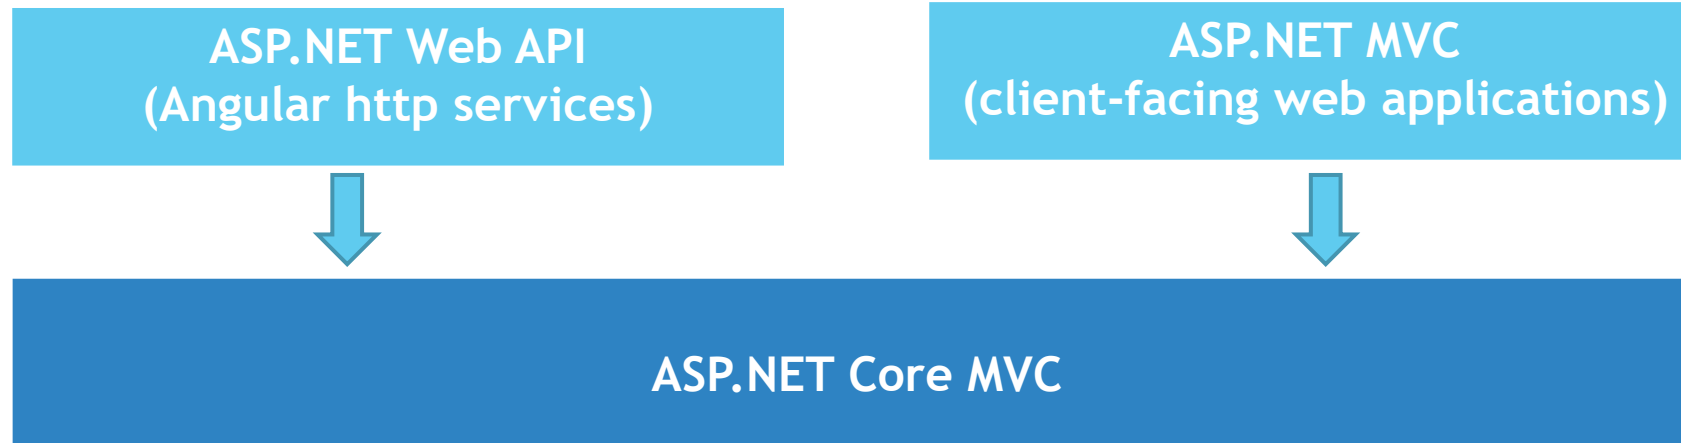 ASP.NET Web API
(Angular http services)
ASP.NET MVC
(client-facing web applications)
ASP.NET Core MVC